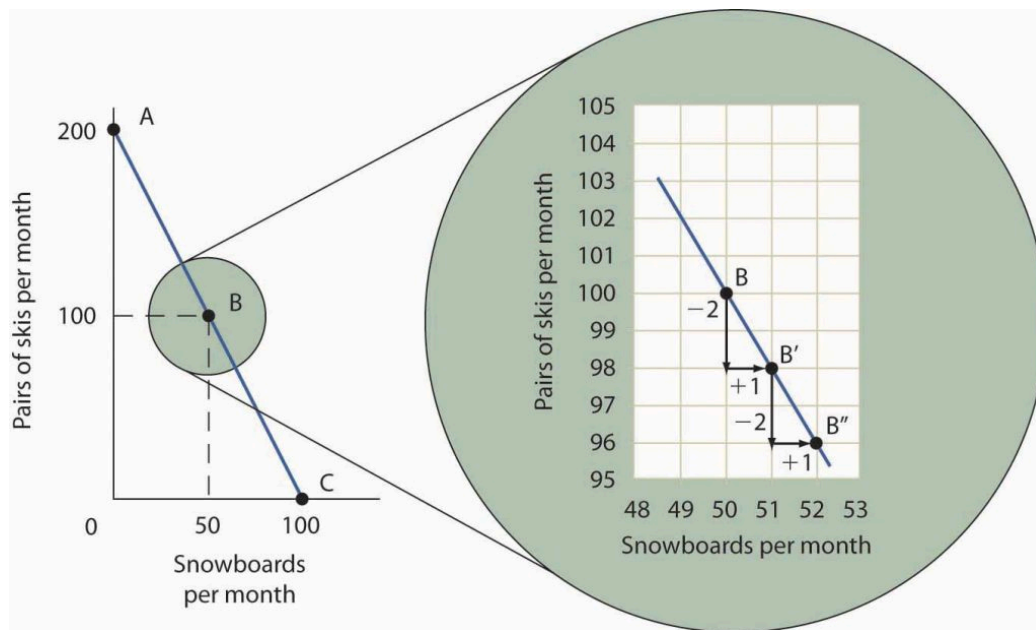 200
A
Pairs of skis per month
100
B
C
0
50
100
Snowboards
per month
105
104
103
102
101
100
99
98
97
96
95
Pairs of skis per month
B
−2
B′
+1
−2
B″
+1
48 49 50 51 52 53
Snowboards per month